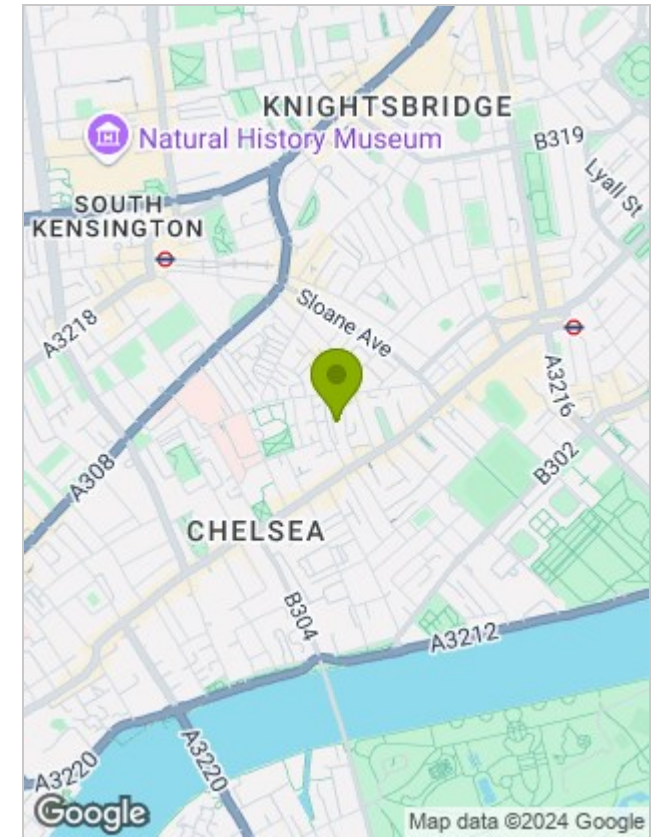 KNIGHTSBRIDGE
Natural History Museum
B319
Lyall St
SOUTH
KENSINGTON
A3218
Sloane Ave
A3216
A308
B302
CHELSEA
B304
A3212
A3220
A3220
Google
Map data ©2024 Google